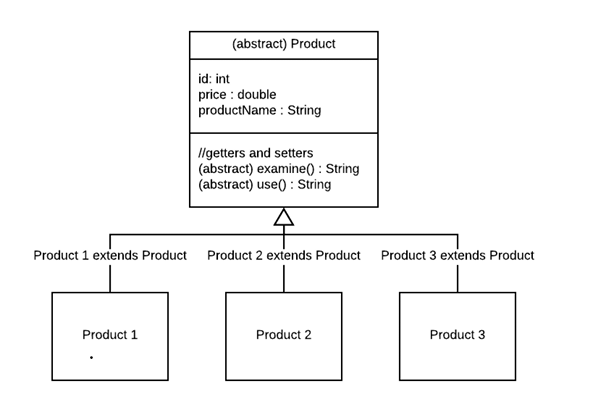 (abstract) Product
id: int
price : double
productName : String
//getters and setters
(abstract) examine() : String
(abstract) use() : String
Product 1 extends Product
Product 2 extends Product
Product 3 extends Product
Product 1
Product 2
Product 3